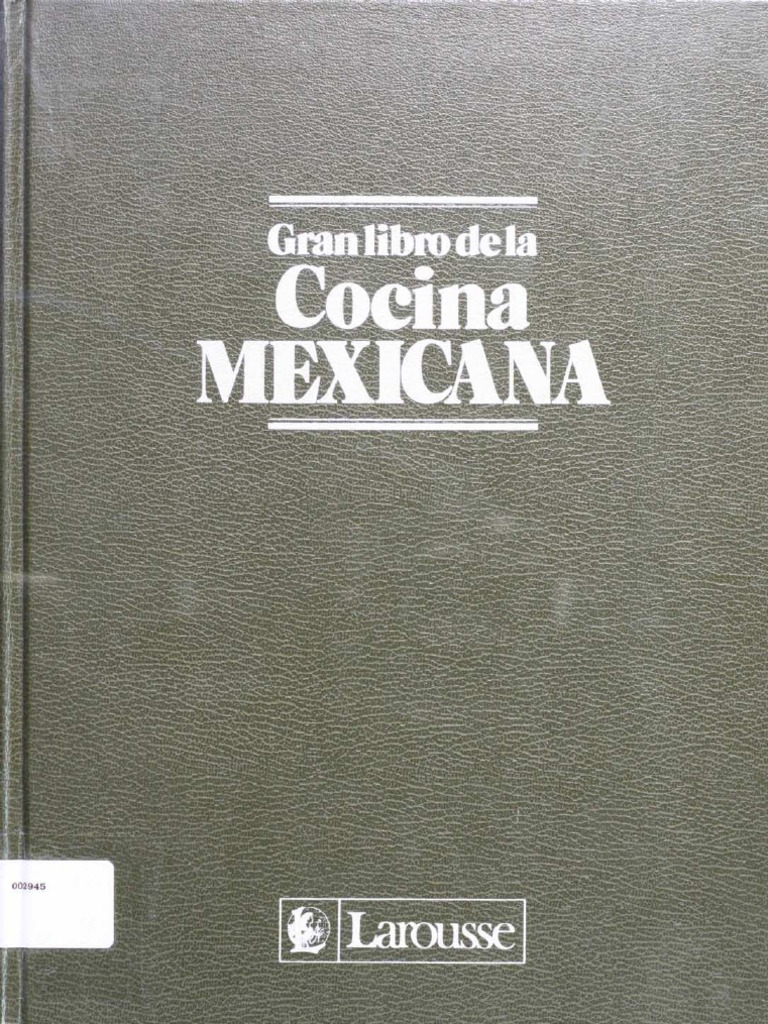 Gran libro de la
Cocina
MEXICANA
002945
Larousse